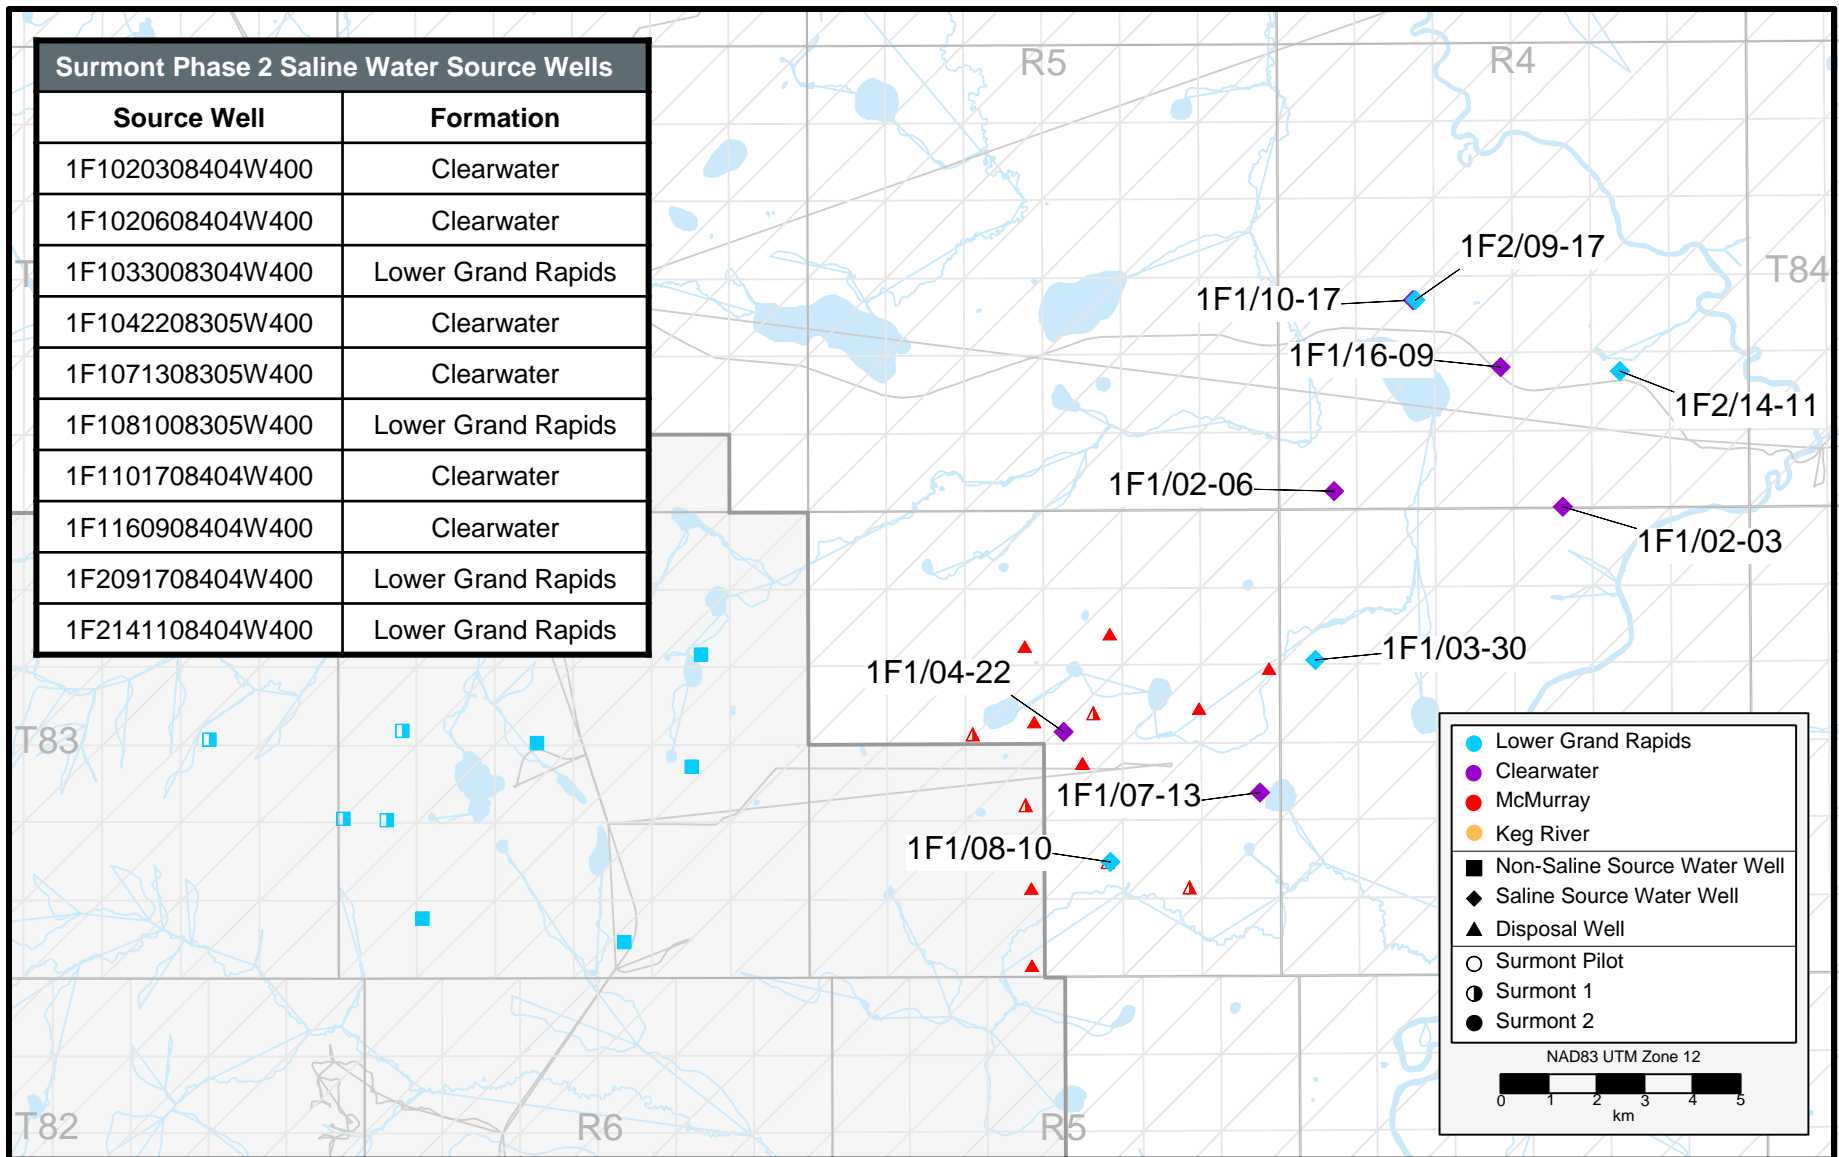 Surmont Phase 2 Saline Water Source Wells
Source Well Formation
1F1020308404W400 Clearwater
1F1020608404W400 Clearwater
1F1033008304W400 Lower Grand Rapids
1F1042208305W400 Clearwater
1F1071308305W400 Clearwater
1F1081008305W400 Lower Grand Rapids
1F1101708404W400 Clearwater
1F1160908404W400 Clearwater
1F2091708404W400 Lower Grand Rapids
1F2141108404W400 Lower Grand Rapids
R5
R4
T84
1F2/09-17
1F1/10-17
1F1/16-09
1F2/14-11
1F1/02-06
1F1/02-03
1F1/03-30
1F1/04-22
1F1/07-13
1F1/08-10
T83
T82
R6
R5
Lower Grand Rapids
Clearwater
McMurray
Keg River
Non-Saline Source Water Well
Saline Source Water Well
Disposal Well
Surmont Pilot
Surmont 1
Surmont 2
NAD83 UTM Zone 12
0 1 2 3 4 5
km